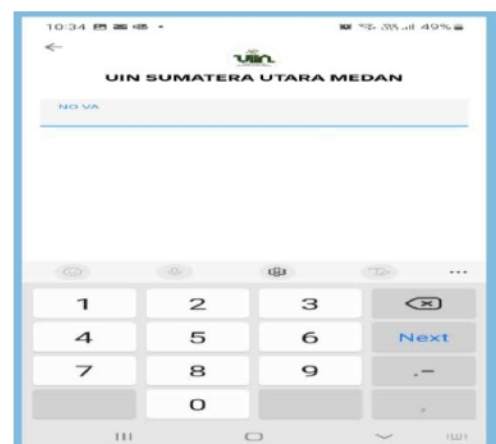 10:34
49%
uin
UIN SUMATERA UTARA MEDAN
NO VA
1 2 3
4 5 6 Next
7 8 9 .-
0 ,